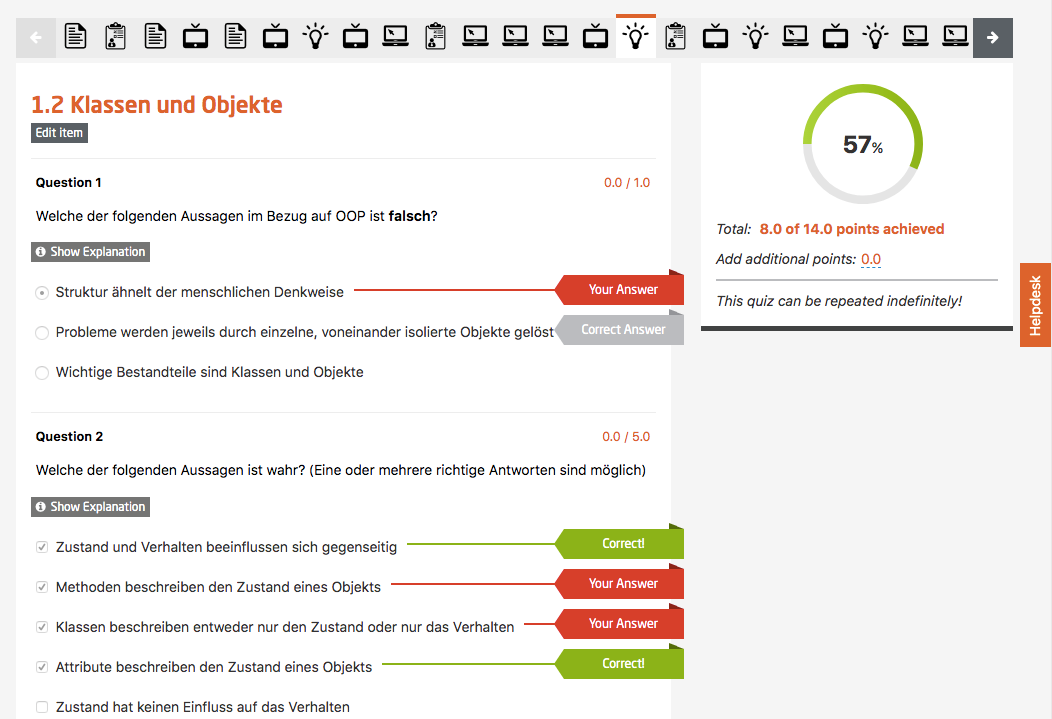 1.2 Klassen und Objekte
Edit item
Question 1
0.0 / 1.0
Welche der folgenden Aussagen im Bezug auf OOP ist falsch?
Show Explanation
Struktur ähnelt der menschlichen Denkweise
Your Answer
Probleme werden jeweils durch einzelne, voneinander isolierte Objekte gelöst
Correct Answer
Wichtige Bestandteile sind Klassen und Objekte
Question 2
0.0 / 5.0
Welche der folgenden Aussagen ist wahr? (Eine oder mehrere richtige Antworten sind möglich)
Show Explanation
Zustand und Verhalten beeinflussen sich gegenseitig
Correct!
Methoden beschreiben den Zustand eines Objekts
Your Answer
Klassen beschreiben entweder nur den Zustand oder nur das Verhalten
Your Answer
Attribute beschreiben den Zustand eines Objekts
Correct!
Zustand hat keinen Einfluss auf das Verhalten
57%
Total: 8.0 of 14.0 points achieved
Add additional points: 0.0
This quiz can be repeated indefinitely!
Helpdesk